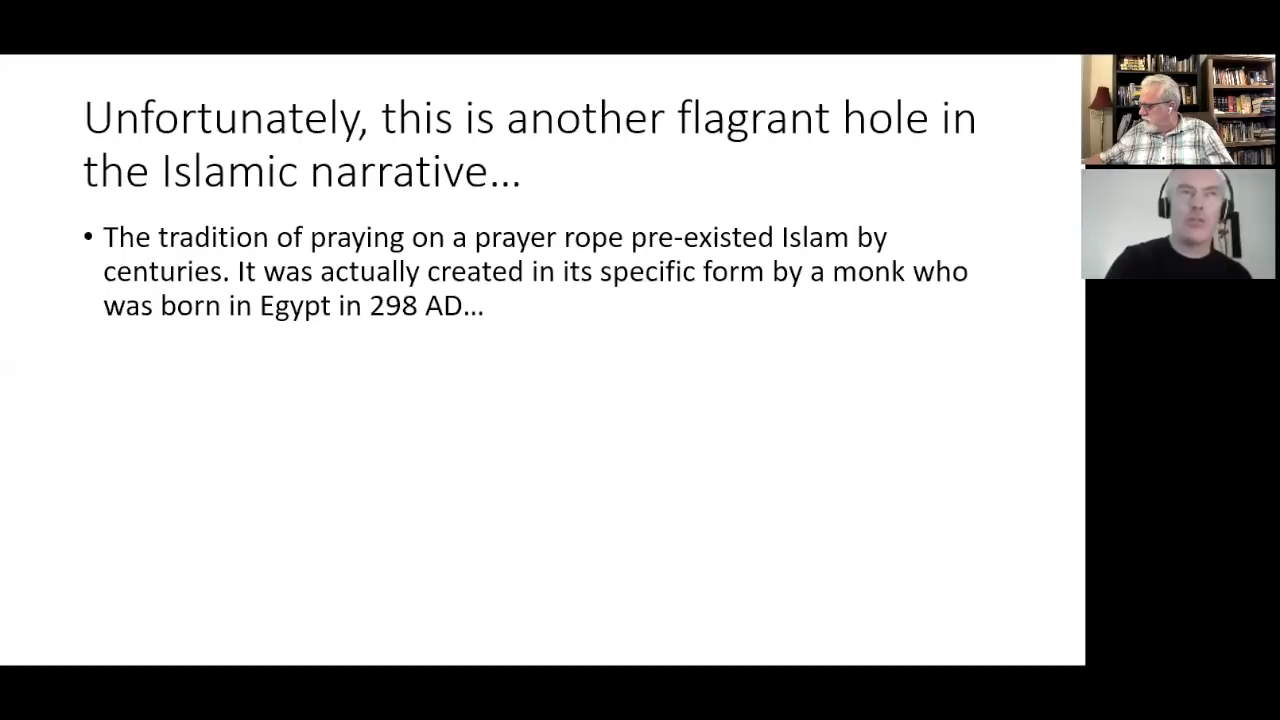 Unfortunately, this is another flagrant hole in
the Islamic narrative...
• The tradition of praying on a prayer rope pre-existed Islam by
centuries. It was actually created in its specific form by a monk who
was born in Egypt in 298 AD...